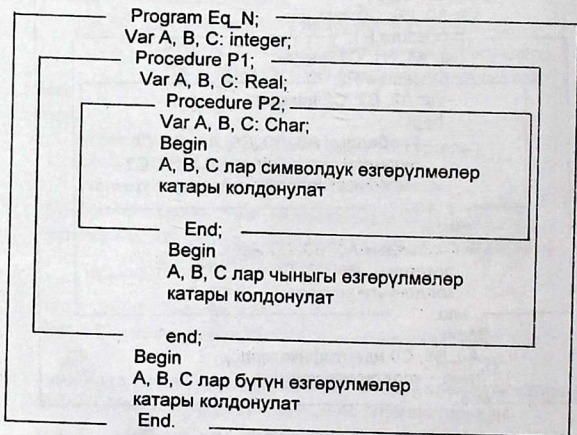 Program Eq_N;
Var A, B, C: integer;
Procedure P1;
Var A, B, C: Real;
Procedure P2;
Var A, B, C: Char;
Begin
A, B, C лар символдук өзгөрүлмөлөр
катары колдонулат
End;
Begin
A, B, C лар чыныгы өзгөрүлмөлөр
катары колдонулат
end;
Begin
A, B, C лар бүтүн өзгөрүлмөлөр
катары колдонулат
End.